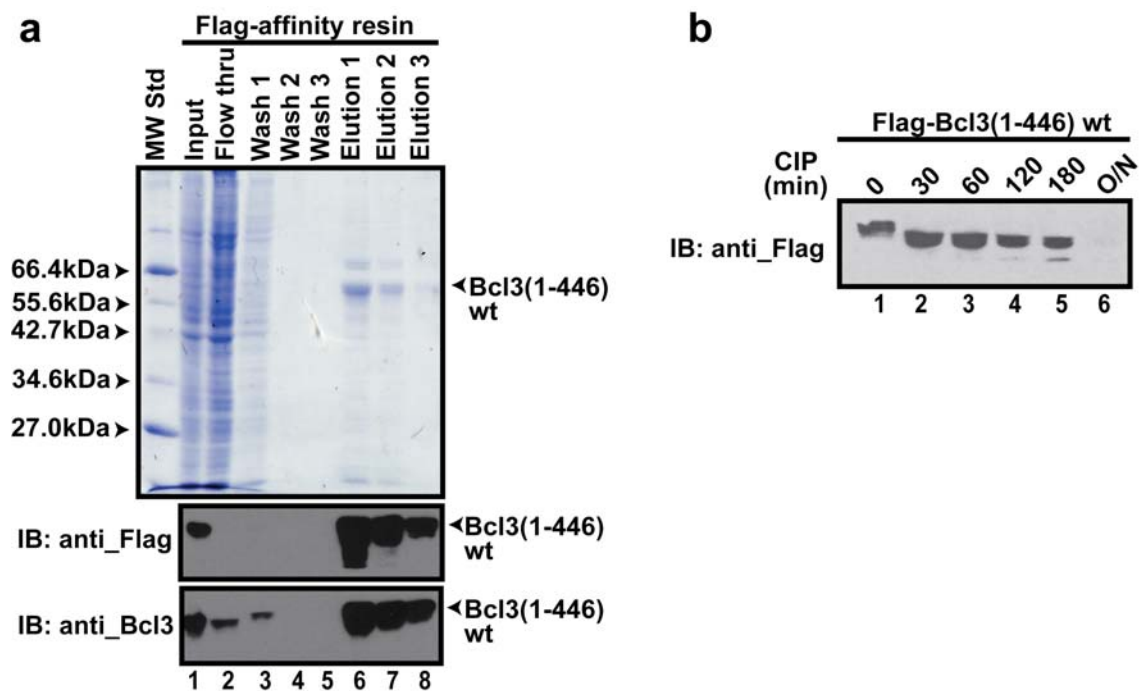 a
Flag-affinity resin
MW Std
Input
Flow thru
Wash 1
Wash 2
Wash 3
Elution 1
Elution 2
Elution 3
66.4kDa
55.6kDa
42.7kDa
34.6kDa
27.0kDa
Bcl3(1-446)
wt
IB: anti_Flag
Bcl3(1-446)
wt
IB: anti_Bcl3
Bcl3(1-446)
wt
1 2 3 4 5 6 7 8
b
Flag-Bcl3(1-446) wt
CIP
(min)
0 30 60 120 180 O/N
IB: anti_Flag
1 2 3 4 5 6